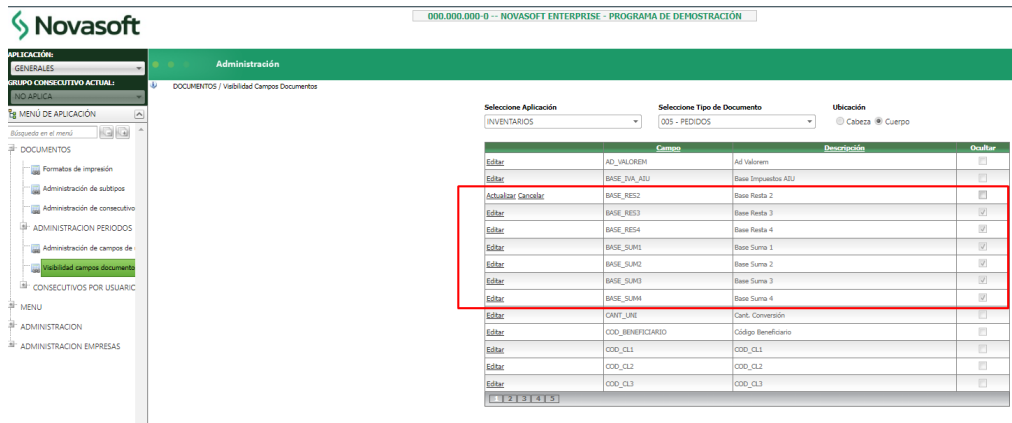 Novasoft
000.000.000-0 -- NOVASOFT ENTERPRISE - PROGRAMA DE DEMOSTRACIÓN
APLICACIÓN:
GENERALES
GRUPO CONSECUTIVO ACTUAL:
NO APLICA
MENÚ DE APLICACIÓN
Búsqueda en el menú
DOCUMENTOS
Formatos de impresión
Administración de subtipos
Administración de consecutivo
ADMINISTRACION PERIODOS
Administración de campos de
Visibilidad campos documento
CONSECUTIVOS POR USUARIO
MENU
ADMINISTRACION
ADMINISTRACION EMPRESAS
Administración
DOCUMENTOS / Visibilidad Campos Documentos
Seleccione Aplicación Seleccione Tipo de Documento Ubicación
INVENTARIOS 005 - PEDIDOS Cabeza Cuerpo
Campo Descripción Ocultar
Editar AD_VALOREM Ad Valorem
Editar BASE_IVA_AIU Base Impuestos AIU
Actualizar Cancelar BASE_RES2 Base Resta 2
Editar BASE_RES3 Base Resta 3
Editar BASE_RES4 Base Resta 4
Editar BASE_SUM1 Base Suma 1
Editar BASE_SUM2 Base Suma 2
Editar BASE_SUM3 Base Suma 3
Editar BASE_SUM4 Base Suma 4
Editar CANT_UNI Cant. Conversión
Editar COD_BENEFICIARIO Código Beneficiario
Editar COD_CL1 COD_CL1
Editar COD_CL2 COD_CL2
Editar COD_CL3 COD_CL3
1 2 3 4 5